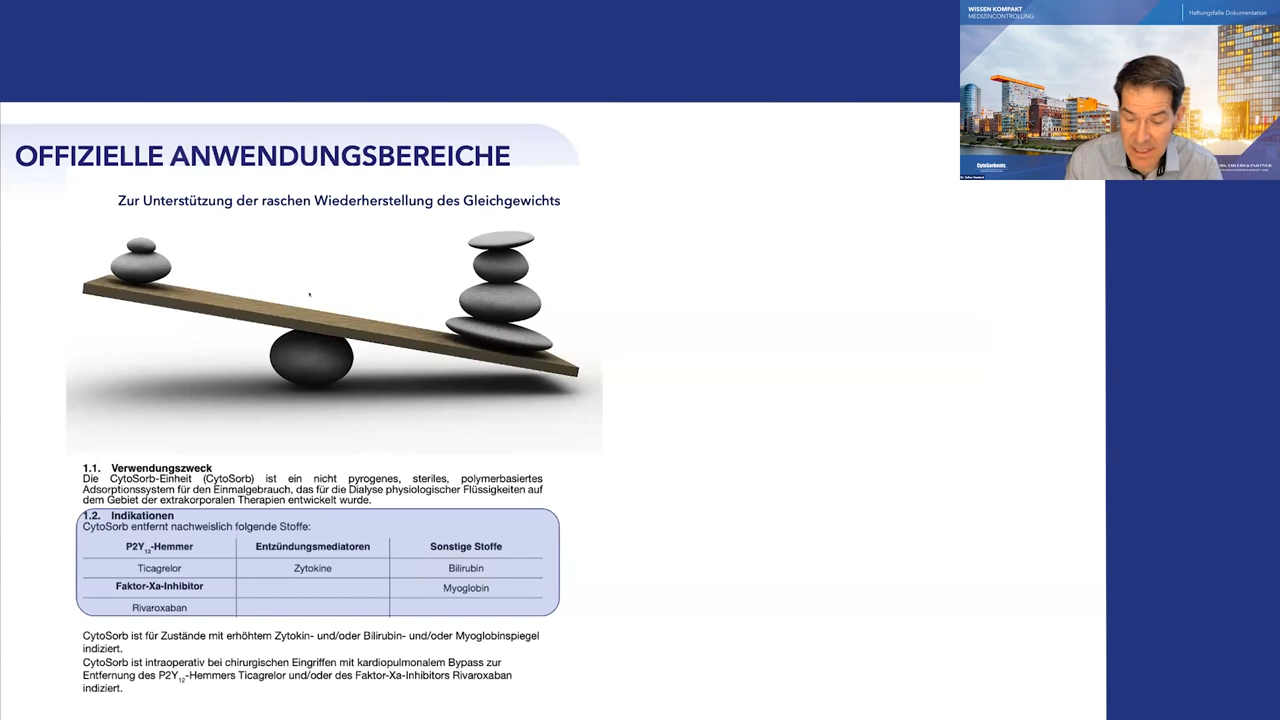 WISSEN KOMPAKT
MEDIZINCONTROLLING
Haftungsfalle Dokumentation
CytoSorbents
OFFIZIELLE ANWENDUNGSBEREICHE
Zur Unterstützung der raschen Wiederherstellung des Gleichgewichts
1.1. Verwendungszweck
Die CytoSorb-Einheit (CytoSorb) ist ein nicht pyrogenes, steriles, polymerbasiertes
Adsorptionssystem für den Einmalgebrauch, das für die Dialyse physiologischer Flüssigkeiten auf
dem Gebiet der extrakorporalen Therapien entwickelt wurde.
1.2. Indikationen
CytoSorb entfernt nachweislich folgende Stoffe:
P2Y12-Hemmer Entzündungsmediatoren Sonstige Stoffe
Ticagrelor Zytokine Bilirubin
Faktor-Xa-Inhibitor Myoglobin
Rivaroxaban
CytoSorb ist für Zustände mit erhöhtem Zytokin- und/oder Bilirubin- und/oder Myoglobinspiegel
indiziert.
CytoSorb ist intraoperativ bei chirurgischen Eingriffen mit kardiopulmonalem Bypass zur
Entfernung des P2Y12-Hemmers Ticagrelor und/oder des Faktor-Xa-Inhibitors Rivaroxaban
indiziert.